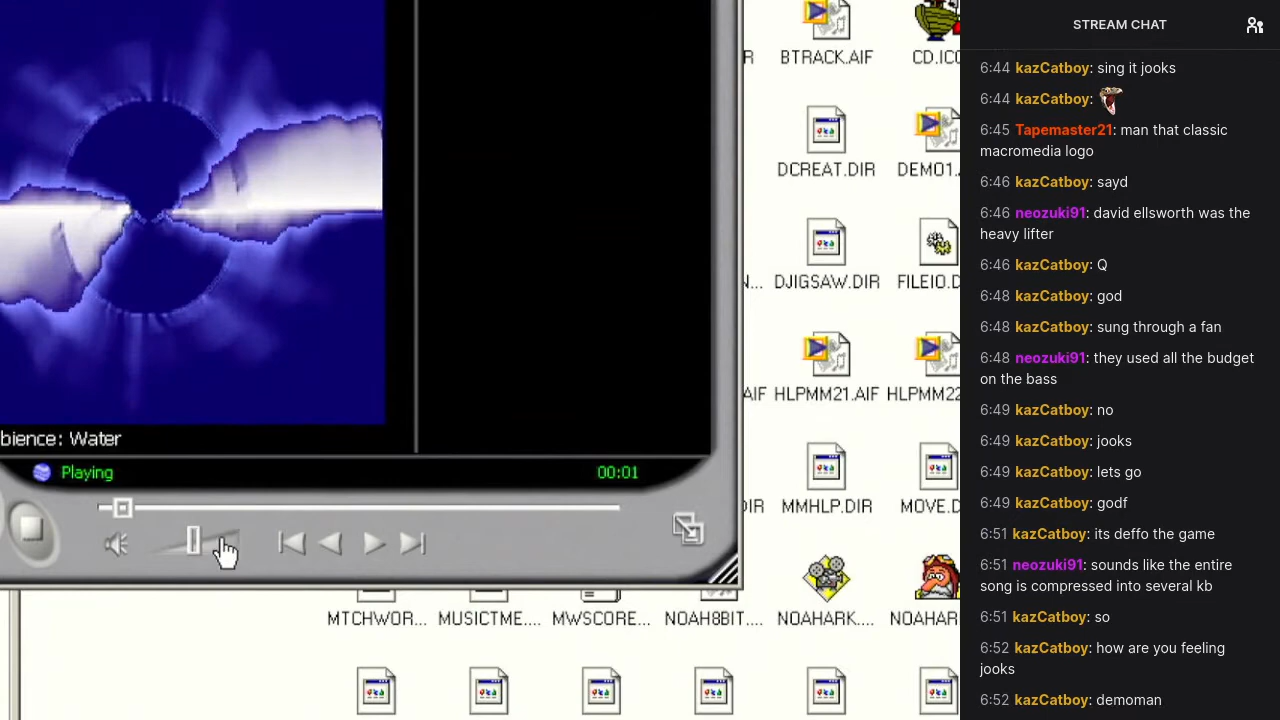 BTRACK.AIF
CD.ICO
DCREAT.DIR
DEMO1.
DJIGSAW.DIR
FILEIO.D
AIF
HLPMM21.AIF
HLPMM22
MMHLP.DIR
MOVE.D
bience: Water
Playing
00:01
MTCHWOR...
MUSICTME....
MWSCORE...
NOAH8BIT....
NOAHARK....
NOAHAR
STREAM CHAT
6:44 kazCatboy: sing it jooks
6:44 kazCatboy:
6:45 Tapemaster21: man that classic
macromedia logo
6:46 kazCatboy: sayd
6:46 neozuki91: david ellsworth was the
heavy lifter
6:46 kazCatboy: Q
6:48 kazCatboy: god
6:48 kazCatboy: sung through a fan
6:48 neozuki91: they used all the budget
on the bass
6:49 kazCatboy: no
6:49 kazCatboy: jooks
6:49 kazCatboy: lets go
6:49 kazCatboy: godf
6:51 kazCatboy: its deffo the game
6:51 neozuki91: sounds like the entire
song is compressed into several kb
6:51 kazCatboy: so
6:52 kazCatboy: how are you feeling
jooks
6:52 kazCatboy: demoman